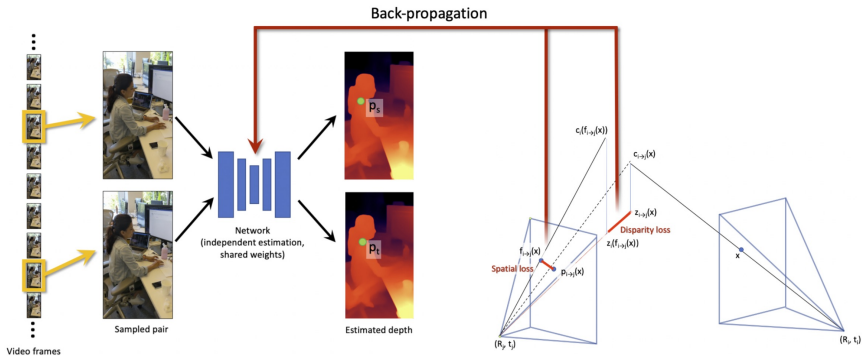 Back-propagation
p_s
p_t
Network
(independent estimation,
shared weights)
Sampled pair
Estimated depth
Video frames
c_j(f_{i→j}(x))
c_{i→j}(x)
z_{i→j}(x)
Disparity loss
z_j(f_{i→j}(x))
f_{i→j}(x)
Spatial loss
p_{i→j}(x)
x
(R_j, t_j)
(R_i, t_i)